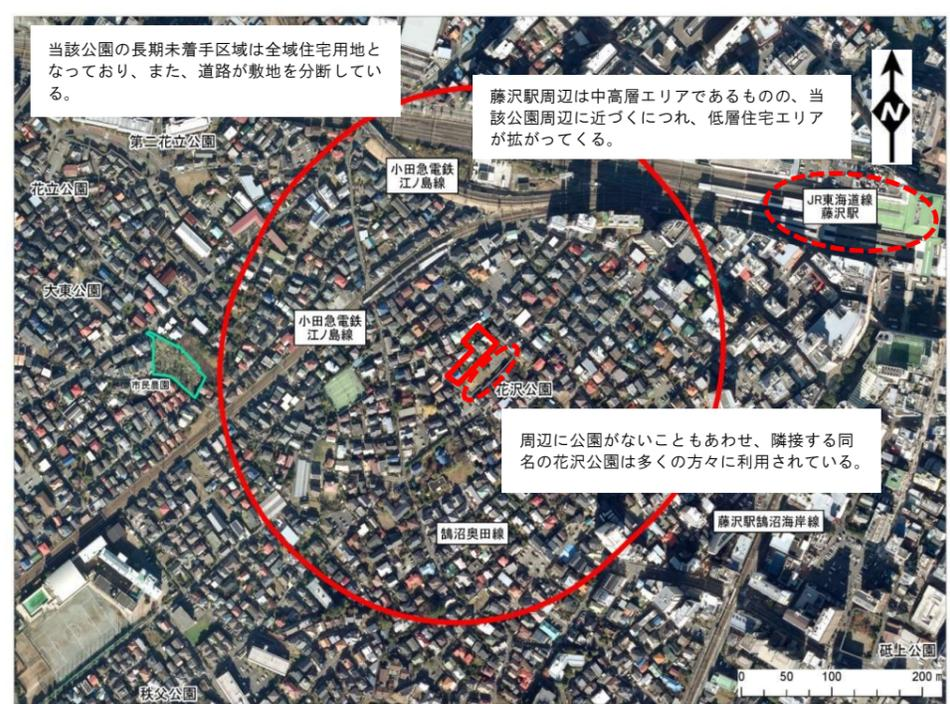 当該公園の長期未着手区域は全域住宅用地と
なっており、また、道路が敷地を分断してい
る。
藤沢駅周辺は中高層エリアであるものの、当
該公園周辺に近づくにつれ、低層住宅エリア
が拡がってくる。
N
第二花立公園
小田急電鉄
江ノ島線
花立公園
JR東海道線
藤沢駅
大東公園
小田急電鉄
江ノ島線
市民農園
花沢公園
周辺に公園がないこともあわせ、隣接する同
名の花沢公園は多くの方々に利用されている。
鵠沼奥田線
藤沢駅鵠沼海岸線
砥上公園
0 50 100 200 m
秩父公園